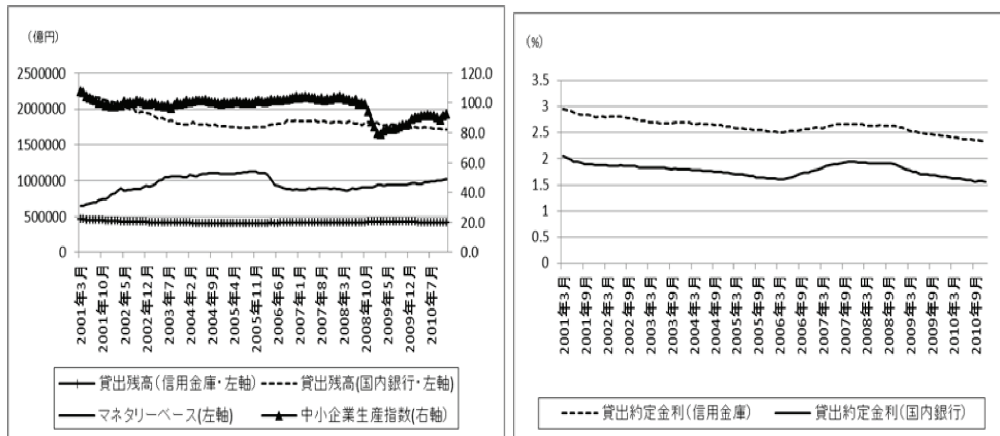 （億円）
2500000
2000000
1500000
1000000
500000
0
120.0
100.0
80.0
60.0
40.0
20.0
0.0
2001年3月
2001年10月
2002年5月
2002年12月
2003年7月
2004年2月
2004年9月
2005年4月
2005年11月
2006年6月
2007年1月
2007年8月
2008年3月
2008年10月
2009年5月
2009年12月
2010年7月
貸出残高（信用金庫・左軸）
貸出残高(国内銀行・左軸)
マネタリーベース(左軸)
中小企業生産指数(右軸)
（%）
3.5
3
2.5
2
1.5
1
0.5
0
2001年3月
2001年9月
2002年3月
2002年9月
2003年3月
2003年9月
2004年3月
2004年9月
2005年3月
2005年9月
2006年3月
2006年9月
2007年3月
2007年9月
2008年3月
2008年9月
2009年3月
2009年9月
2010年3月
2010年9月
貸出約定金利（信用金庫）
貸出約定金利（国内銀行）